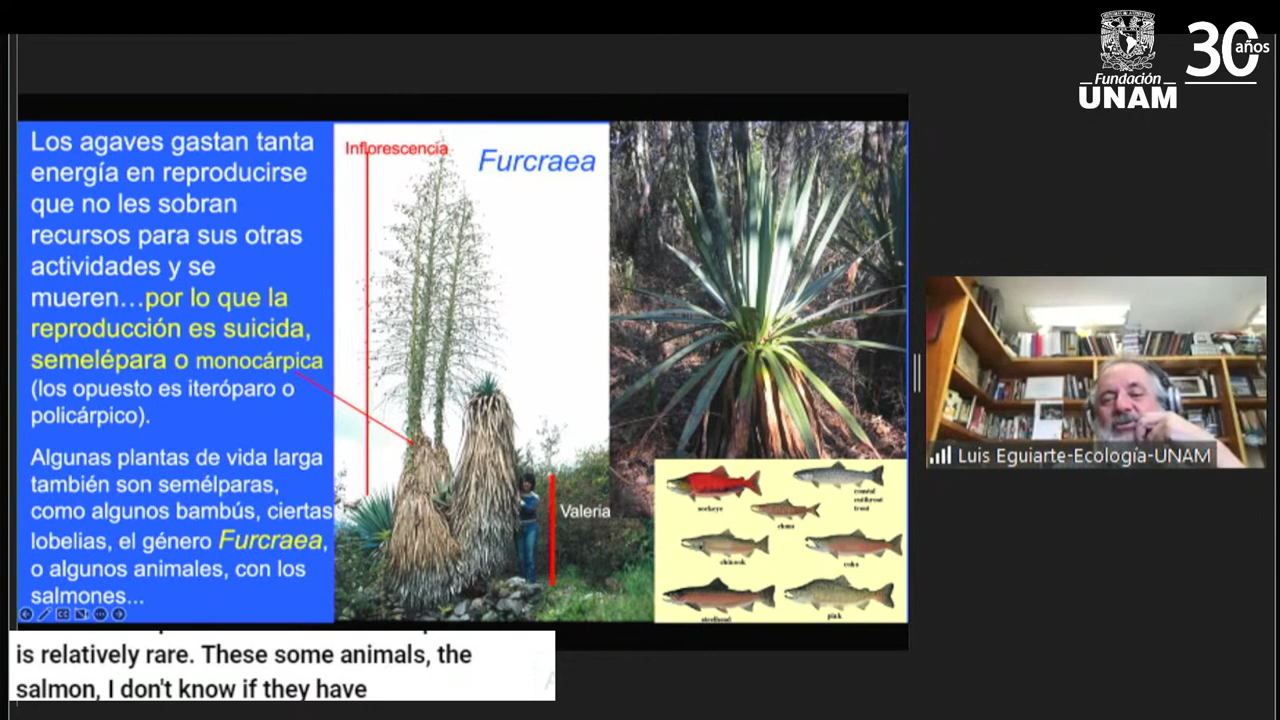 Fundación
UNAM
30 años
Los agaves gastan tanta
energía en reproducirse
que no les sobran
recursos para sus otras
actividades y se
mueren…por lo que la
reproducción es suicida,
semelépara o monocárpica
(los opuesto es iteróparo o
policárpico).
Algunas plantas de vida larga
también son semélparas,
como algunos bambús, ciertas
lobelias, el género Furcraea,
o algunos animales, con los
salmones...
Inflorescencia
Furcraea
Valeria
sockeye
coastal
cutthroat
trout
chum
chinook
coho
steelhead
pink
Luis Eguiarte-Ecología-UNAM
is relatively rare. These some animals, the
salmon, I don't know if they have